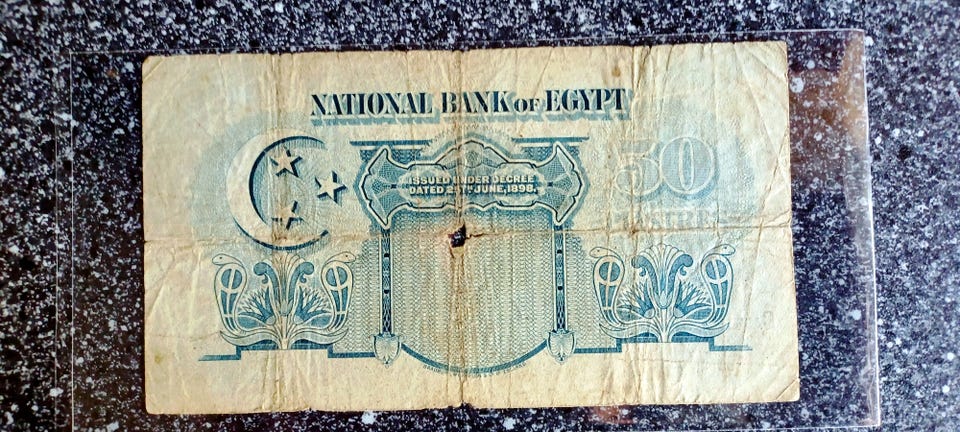 NATIONAL BANK OF EGYPT
ISSUED UNDER DECREE
DATED 25TH JUNE, 1898.
50
PIASTRES